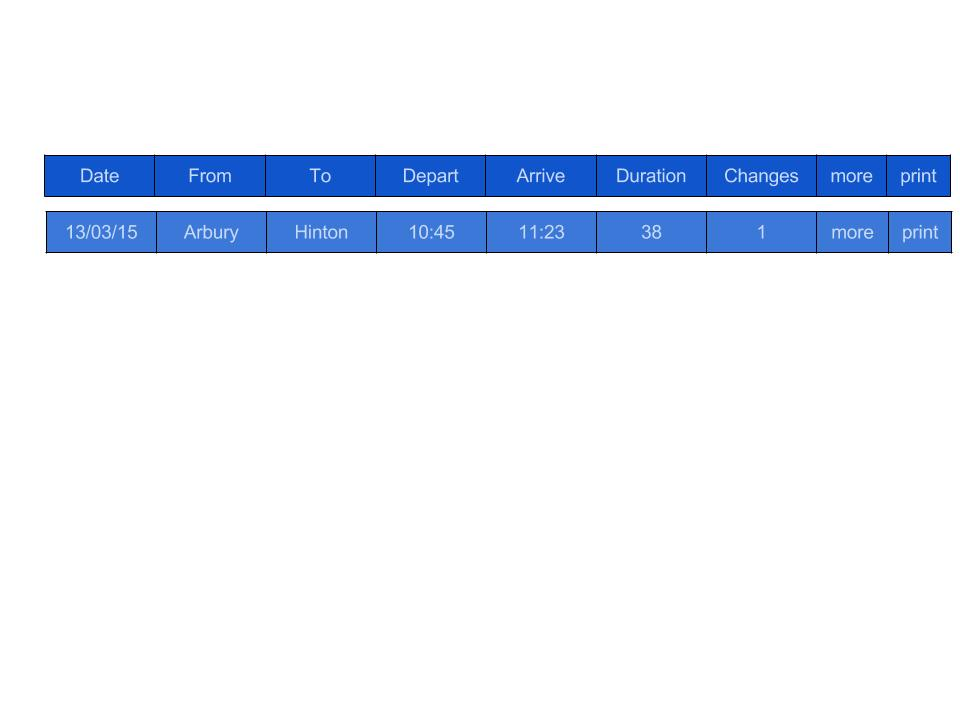 Date From To Depart Arrive Duration Changes more print
13/03/15 Arbury Hinton 10:45 11:23 38 1 more print